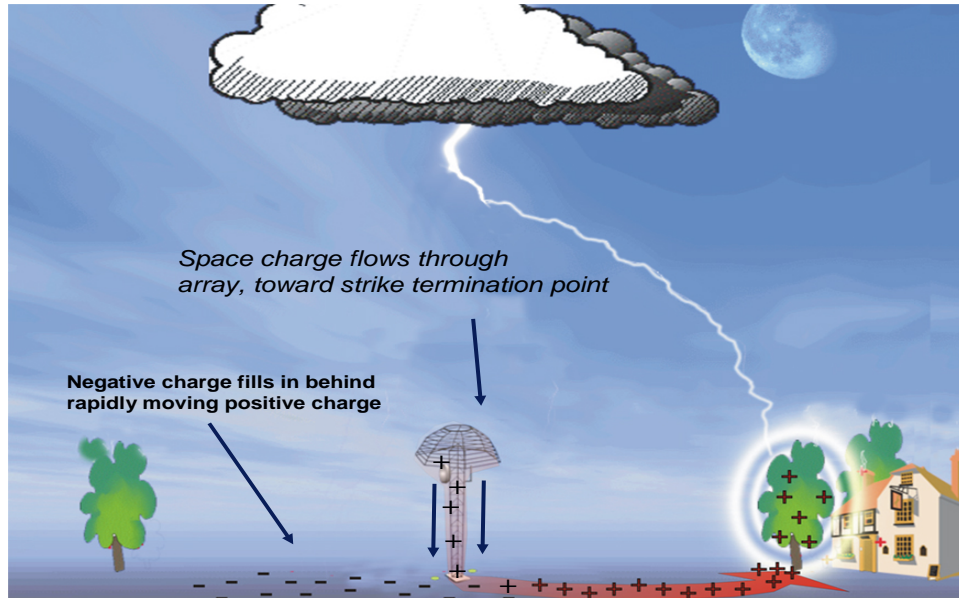 Space charge flows through
array, toward strike termination point
Negative charge fills in behind
rapidly moving positive charge